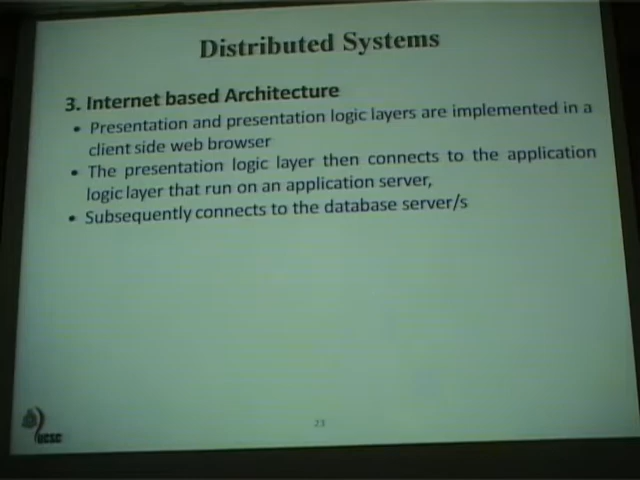 Distributed Systems
3. Internet based Architecture
• Presentation and presentation logic layers are implemented in a
client side web browser
• The presentation logic layer then connects to the application
logic layer that run on an application server,
• Subsequently connects to the database server/s
23
ucsc